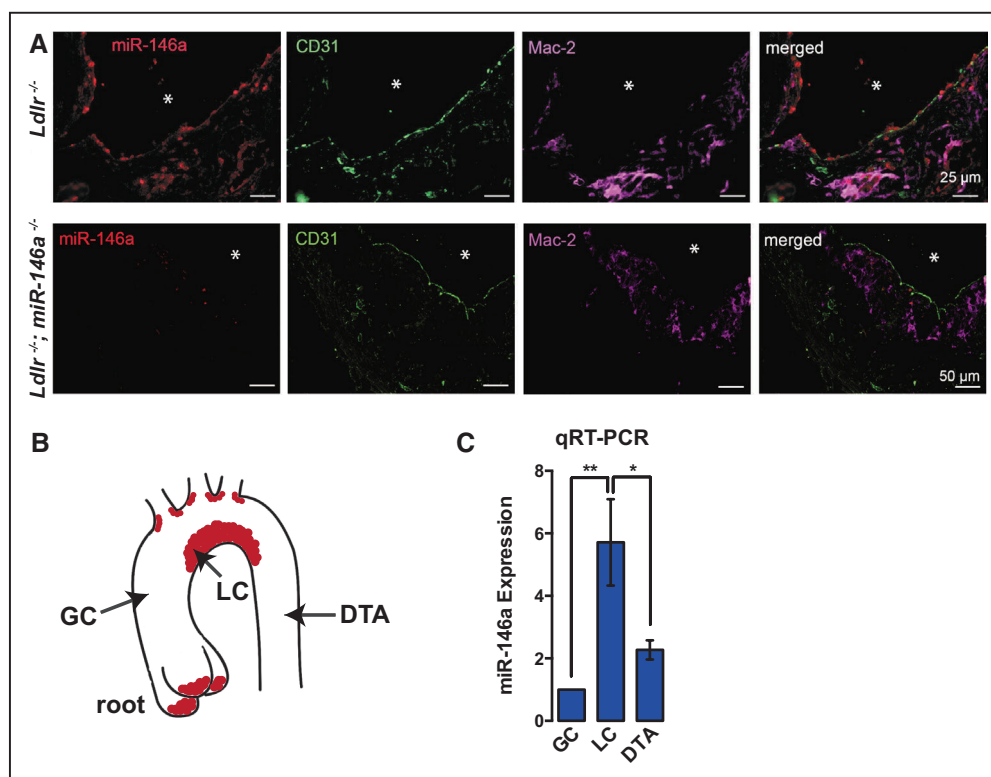 A
miR-146a
CD31
Mac-2
merged
Ldlr -/-
*
*
*
*
25 µm
miR-146a
CD31
Mac-2
merged
Ldlr -/-; miR-146a -/-
*
*
*
*
50 µm
B
GC
LC
DTA
root
C
qRT-PCR
miR-146a Expression
8
6
4
2
0
**
*
GC
LC
DTA